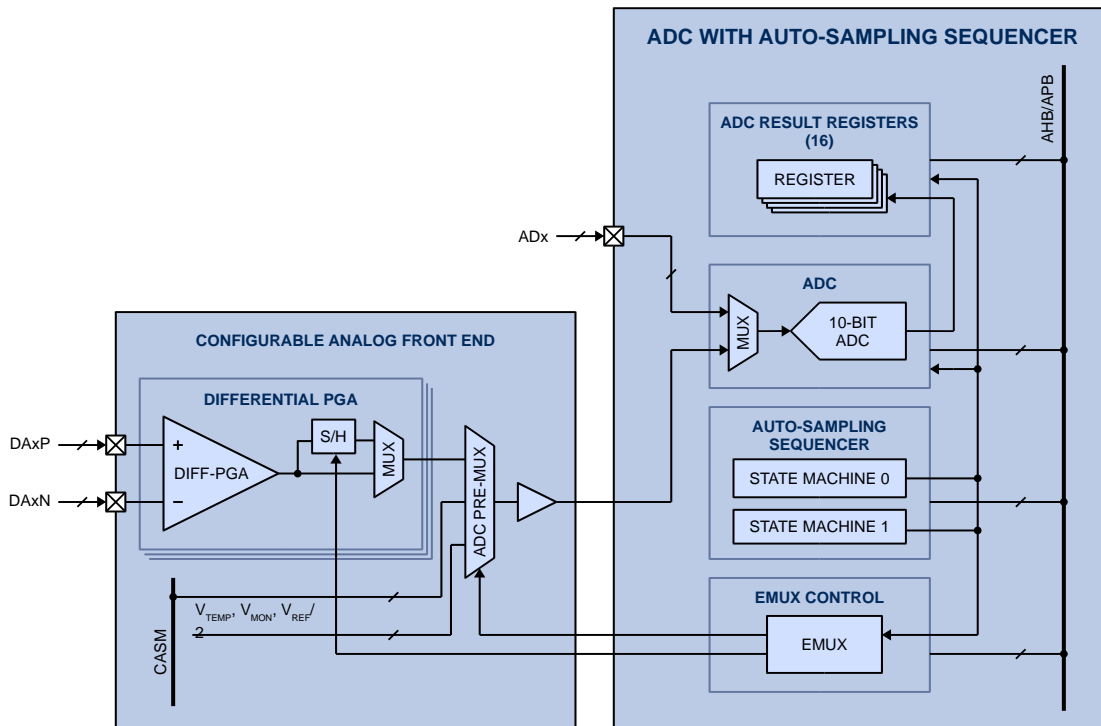 ADC WITH AUTO-SAMPLING SEQUENCER
AHB/APB
ADC RESULT REGISTERS
(16)
REGISTER
ADx
ADC
MUX
10-BIT
ADC
CONFIGURABLE ANALOG FRONT END
DIFFERENTIAL PGA
DAxP
DAxN
+
DIFF-PGA
−
S/H
MUX
ADC PRE-MUX
AUTO-SAMPLING
SEQUENCER
STATE MACHINE 0
STATE MACHINE 1
CASM
VTEMP, VMON, VREF/
2
EMUX CONTROL
EMUX